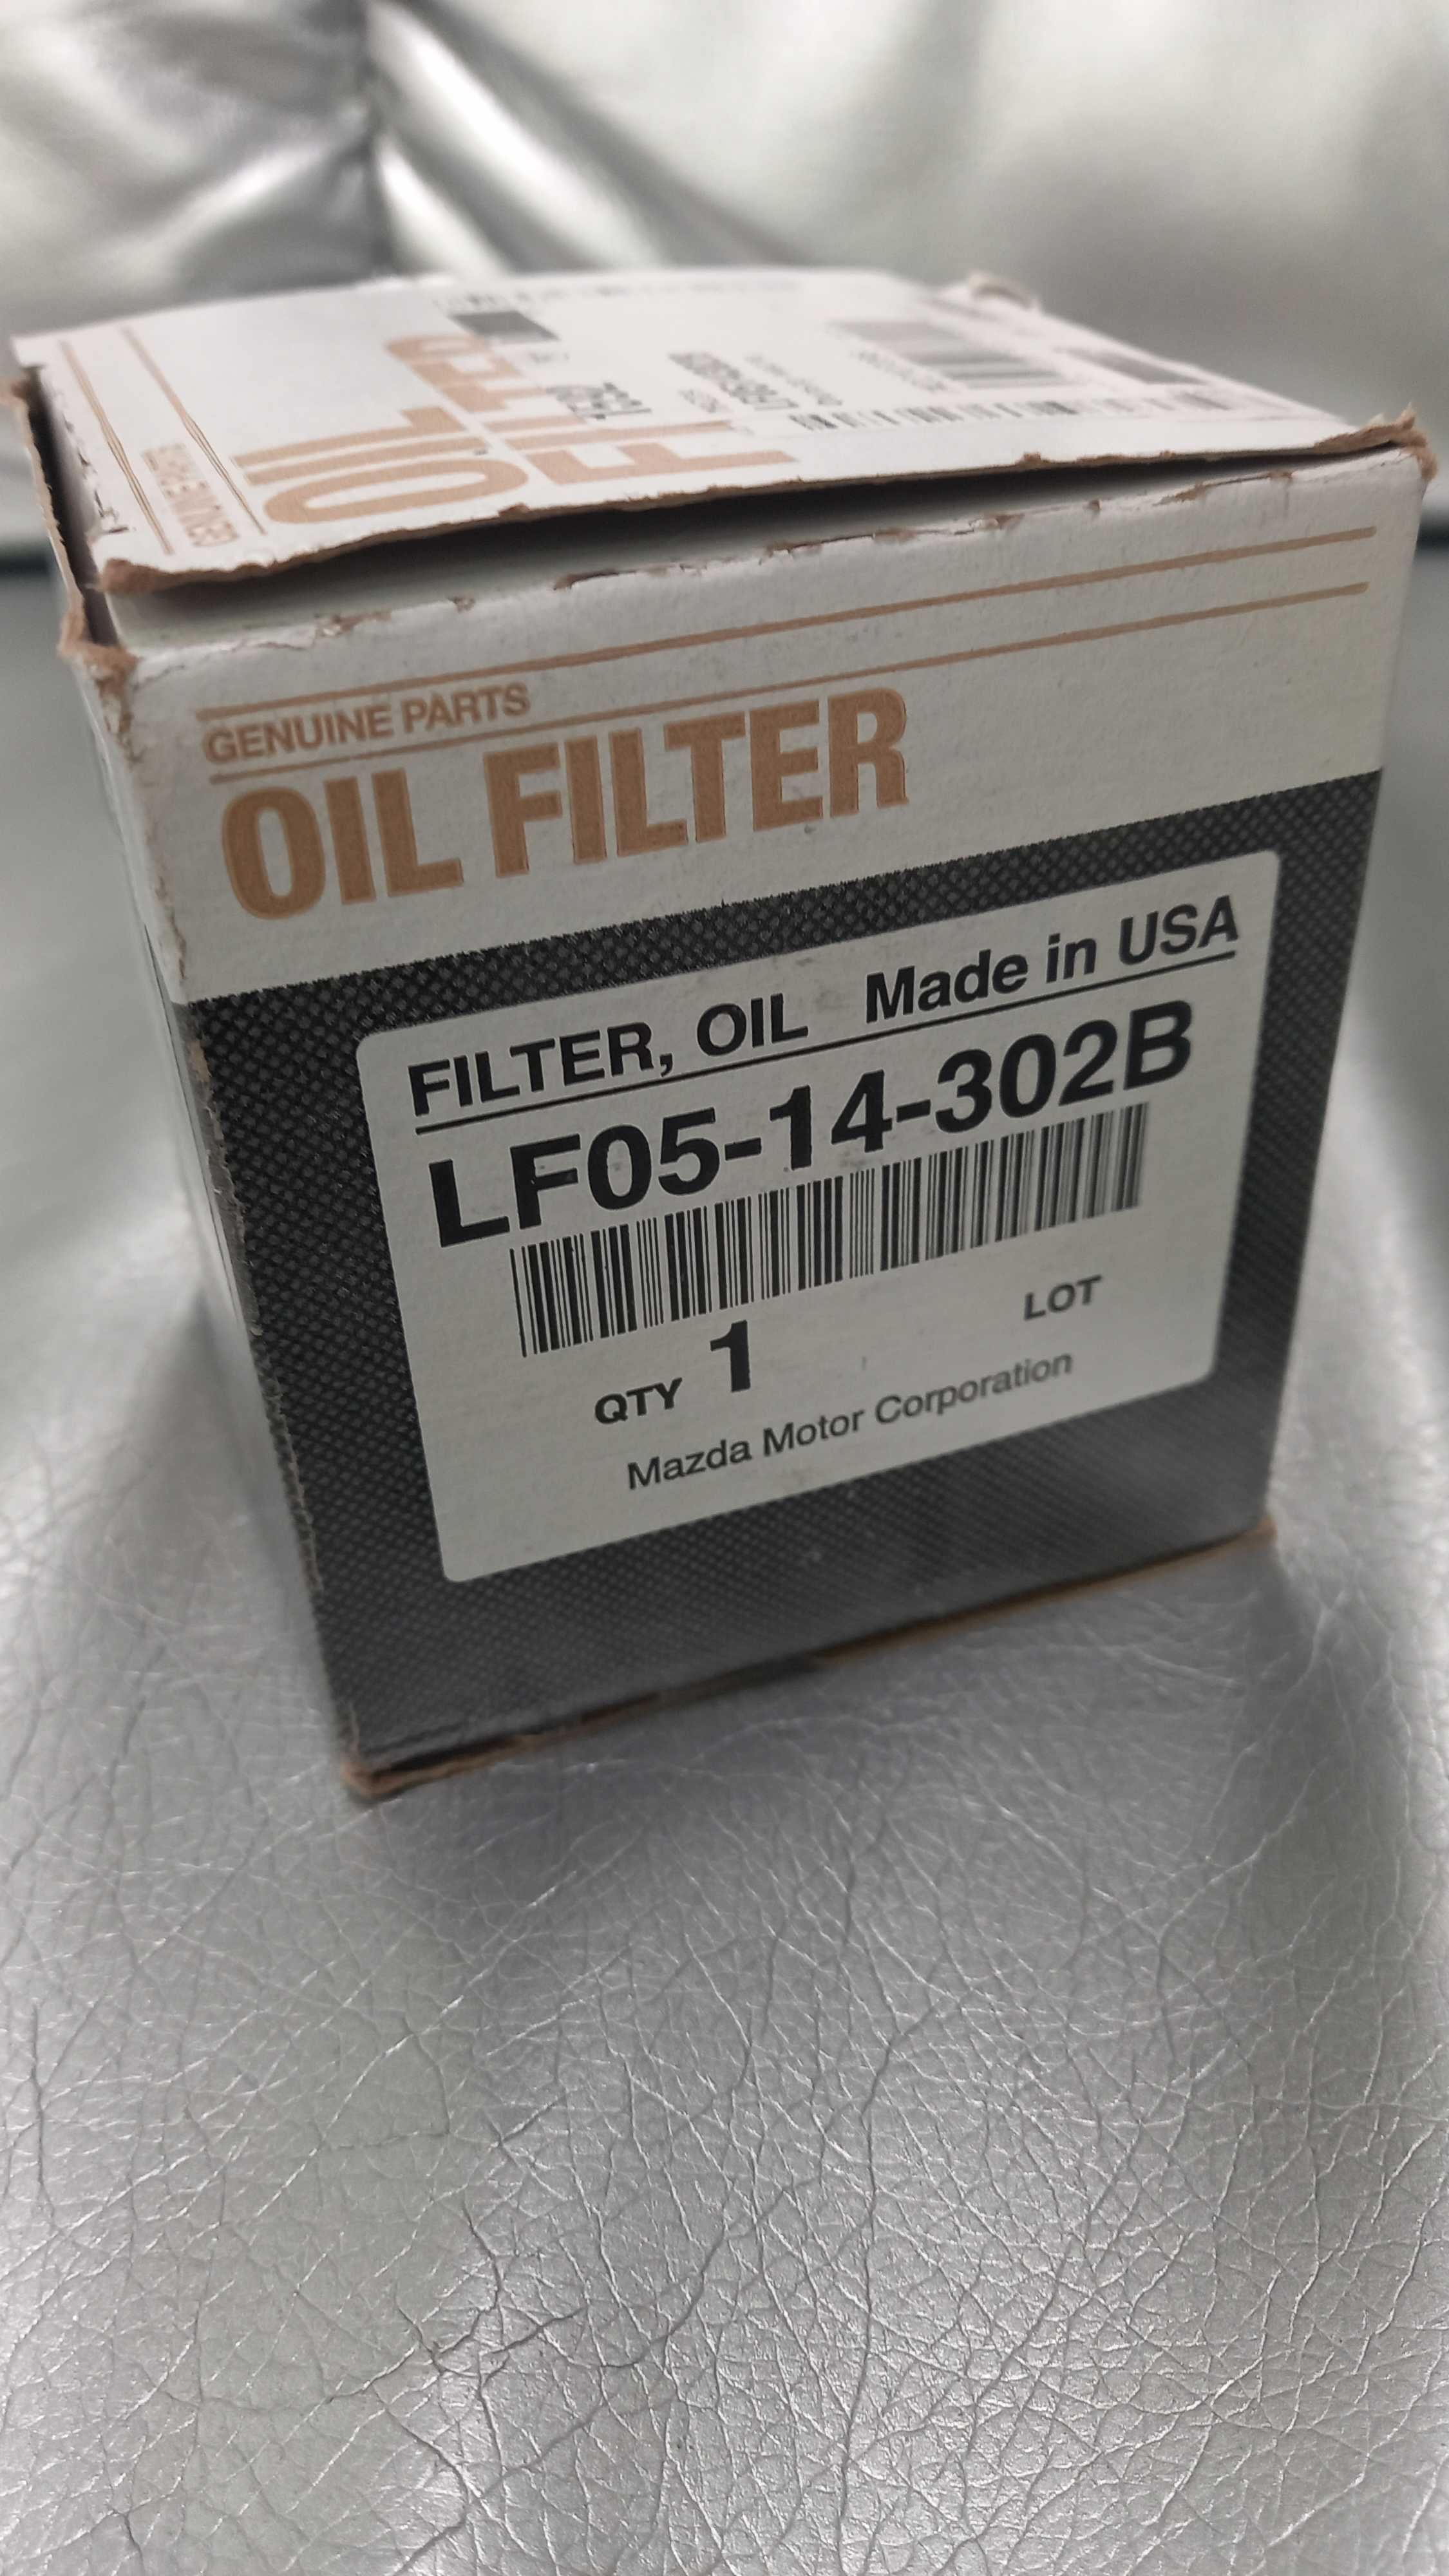 OIL
GENUINE PARTS
OIL FILTER
FILTER, OIL Made in USA
LF05-14-302B
QTY 1
LOT
Mazda Motor Corporation